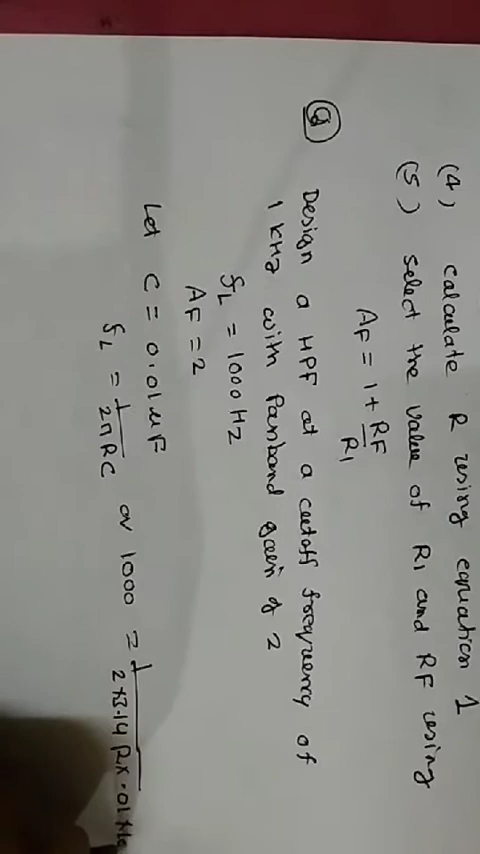 (4) calculate R using equation 1
(5) select the value of R1 and RF using
AF = 1 + RF/R1
Q Design a HPF at a cutoff frequency of
1 KHz with Passband gain of 2
fL = 1000 Hz
AF = 2
Let C = 0.01 µF
fL = 1/2πRC or 1000 = 1/2×3.14 R×.01×10